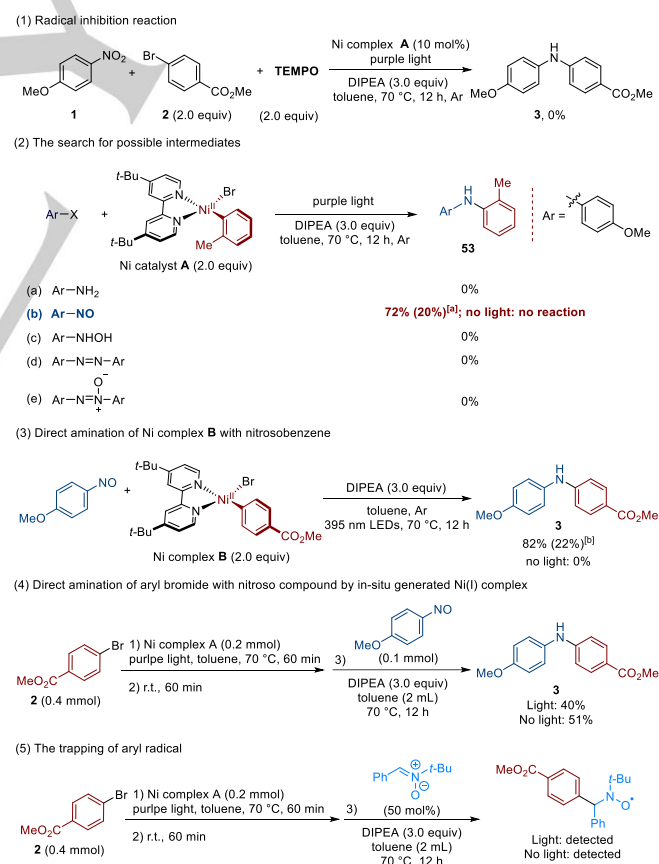 (1) Radical inhibition reaction
NO2
MeO
1
+
Br
CO2Me
2 (2.0 equiv)
+ TEMPO
(2.0 equiv)
Ni complex A (10 mol%)
purple light
DIPEA (3.0 equiv)
toluene, 70 °C, 12 h, Ar
H
N
MeO
CO2Me
3, 0%
(2) The search for possible intermediates
Ar–X
+
t-Bu
N
N
t-Bu
NiII
Br
Me
Ni catalyst A (2.0 equiv)
purple light
DIPEA (3.0 equiv)
toluene, 70 °C, 12 h, Ar
Me
H
N
Ar
53
Ar =
OMe
(a) Ar–NH2 0%
(b) Ar–NO 72% (20%)[a]; no light: no reaction
(c) Ar–NHOH 0%
(d) Ar–N=N–Ar 0%
O−
(e) Ar–N=N–Ar 0%
+
(3) Direct amination of Ni complex B with nitrosobenzene
NO
MeO
+
t-Bu
N
N
t-Bu
NiII
Br
CO2Me
Ni complex B (2.0 equiv)
DIPEA (3.0 equiv)
toluene, Ar
395 nm LEDs, 70 °C, 12 h
H
N
MeO
CO2Me
3
82% (22%)[b]
no light: 0%
(4) Direct amination of aryl bromide with nitroso compound by in-situ generated Ni(I) complex
Br
MeO2C
2 (0.4 mmol)
1) Ni complex A (0.2 mmol)
purlpe light, toluene, 70 °C, 60 min
2) r.t., 60 min
NO
MeO
3) (0.1 mmol)
DIPEA (3.0 equiv)
toluene (2 mL)
70 °C, 12 h
H
N
MeO
CO2Me
3
Light: 40%
No light: 51%
(5) The trapping of aryl radical
Br
MeO2C
2 (0.4 mmol)
1) Ni complex A (0.2 mmol)
purlpe light, toluene, 70 °C, 60 min
2) r.t., 60 min
Ph
+
N
t-Bu
O−
3) (50 mol%)
DIPEA (3.0 equiv)
toluene (2 mL)
70 °C, 12 h
MeO2C
t-Bu
N
O•
Ph
Light: detected
No light: detected